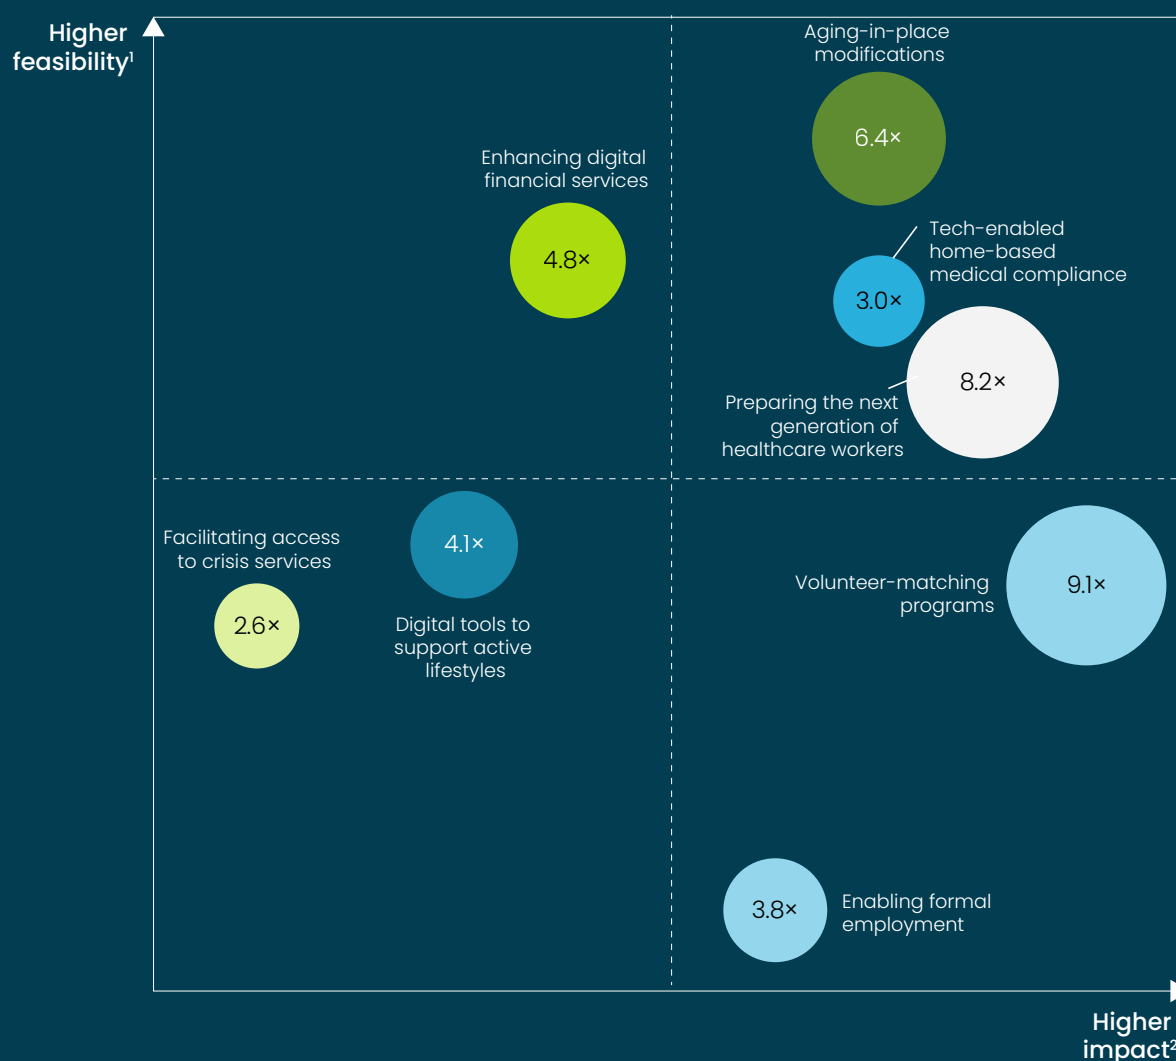 Higher
feasibility¹
Aging-in-place
modifications
6.4×
Enhancing digital
financial services
4.8×
Tech-enabled
home-based
medical compliance
3.0×
8.2×
Preparing the next
generation of
healthcare workers
Facilitating access
to crisis services
2.6×
4.1×
Digital tools to
support active
lifestyles
Volunteer-matching
programs
9.1×
3.8×
Enabling formal
employment
Higher
impact²